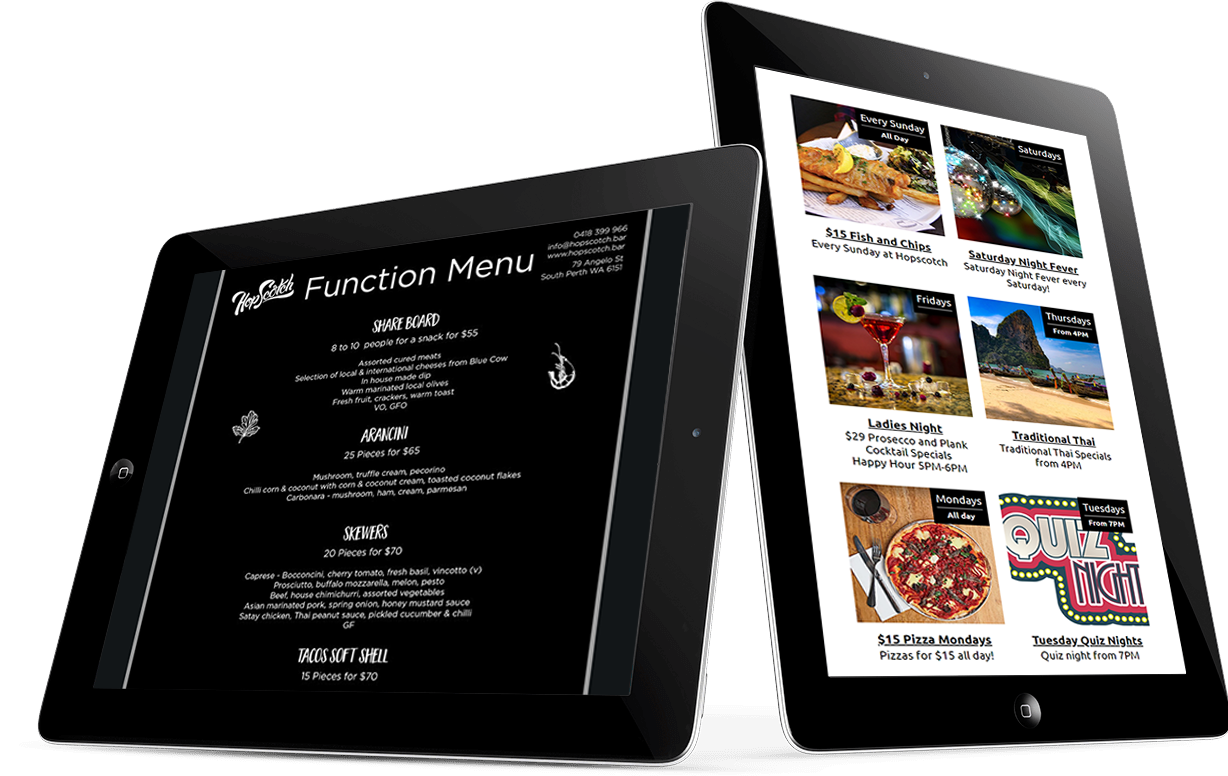 HopScotch
Function Menu
0418 399 966
info@hopscotch.bar
www.hopscotch.bar
79 Angelo St
South Perth WA 6151
SHARE BOARD
8 to 10 people for a snack for $55
Assorted cured meats
Selection of local & international cheeses from Blue Cow
In house made dip
Warm marinated local olives
Fresh fruit, crackers, warm toast
VO, GFO
ARANCINI
25 Pieces for $65
Mushroom, truffle cream, pecorino
Chilli corn & coconut with corn & coconut cream, toasted coconut flakes
Carbonara - mushroom, ham, cream, parmesan
SKEWERS
20 Pieces for $70
Caprese - Bocconcini, cherry tomato, fresh basil, vincotto (v)
Prosciutto, buffalo mozzarella, melon, pesto
Beef, house chimichurri, assorted vegetables
Asian marinated pork, spring onion, honey mustard sauce
Satay chicken, Thai peanut sauce, pickled cucumber & chilli
GF
TACOS SOFT SHELL
15 Pieces for $70
Every Sunday
All Day
$15 Fish and Chips
Every Sunday at Hopscotch
Saturdays
Saturday Night Fever
Saturday Night Fever every
Saturday!
Fridays
Ladies Night
$29 Prosecco and Plank
Cocktail Specials
Happy Hour 5PM-6PM
Thursdays
From 4PM
Traditional Thai
Traditional Thai Specials
from 4PM
Mondays
All day
$15 Pizza Mondays
Pizzas for $15 all day!
Tuesdays
From 7PM
QUIZ
NIGHT
Tuesday Quiz Nights
Quiz night from 7PM